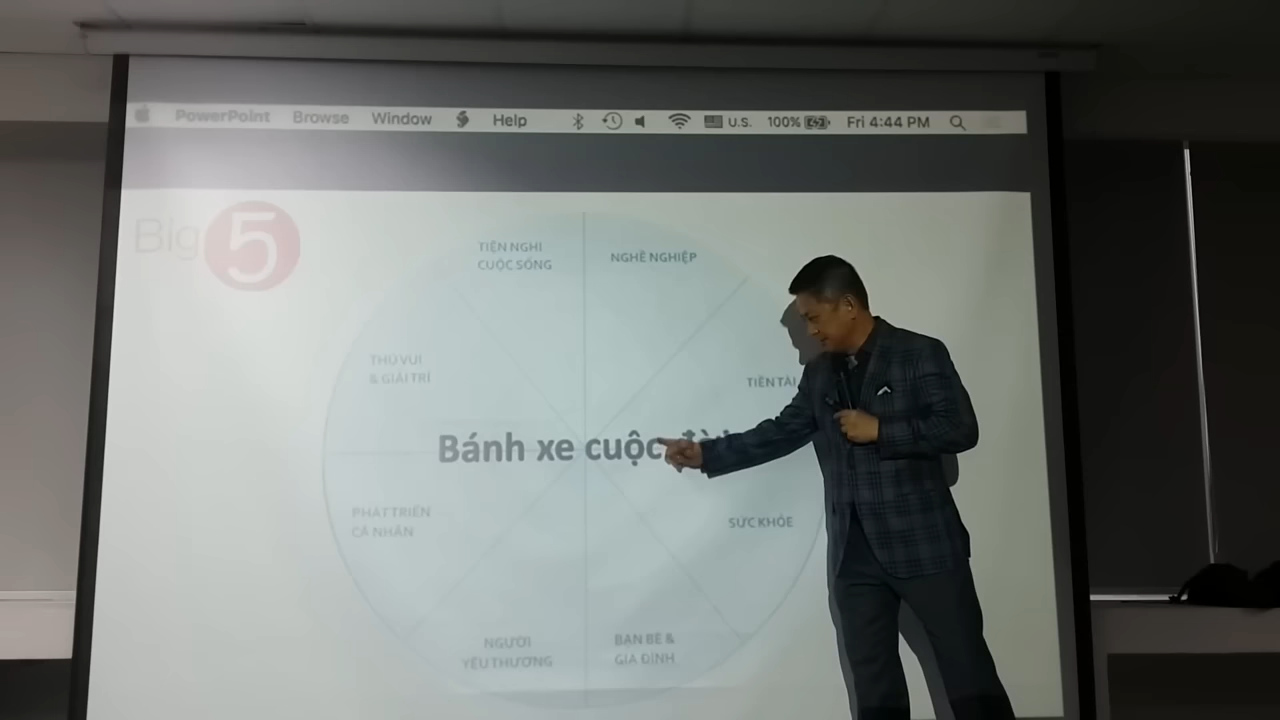 PowerPoint Browse Window Help U.S. 100% Fri 4:44 PM
Big 5
TIỆN NGHI
CUỘC SỐNG
NGHỀ NGHIỆP
THÚ VUI
& GIẢI TRÍ
TIỀN TÀI
Bánh xe cuộc
PHÁT TRIỂN
CÁ NHÂN
SỨC KHỎE
NGƯỜI
YÊU THƯƠNG
BẠN BÈ &
GIA ĐÌNH